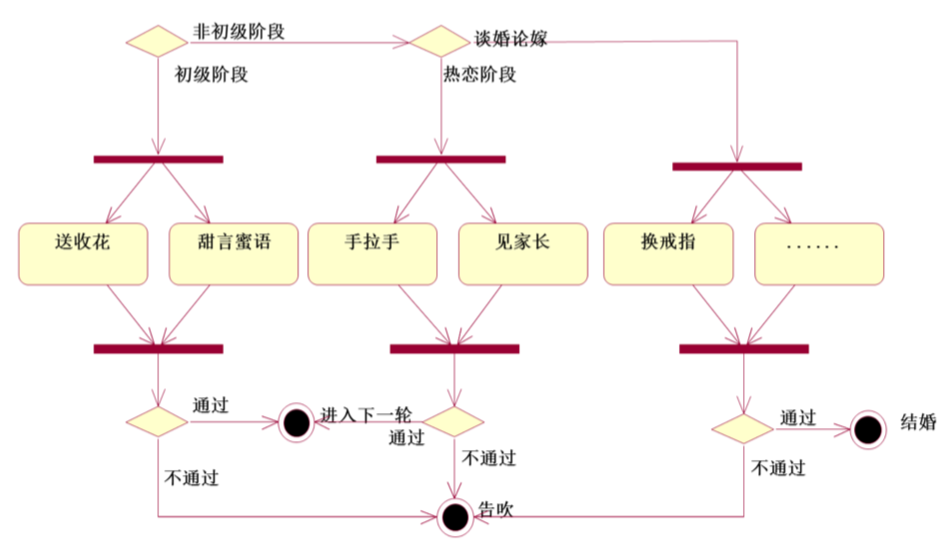 非初级阶段
谈婚论嫁
初级阶段
热恋阶段
送收花
甜言蜜语
手拉手
见家长
换戒指
......
通过
进入下一轮
通过
通过
结婚
不通过
不通过
不通过
告吹